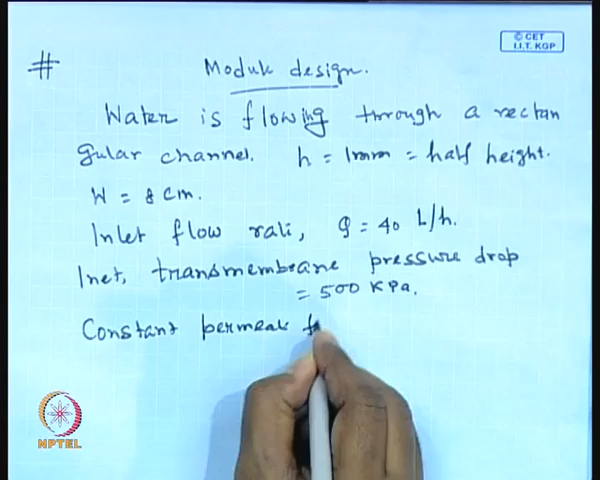 © CET
I.I.T. KGP
# Module design.
Water is flowing through a rectan
gular channel. h = 1mm = half height.
W = 8 cm.
Inlet flow rate, Q = 40 L/h.
Inet, transmembrane pressure drop
= 500 KPa.
Constant permeate
NPTEL